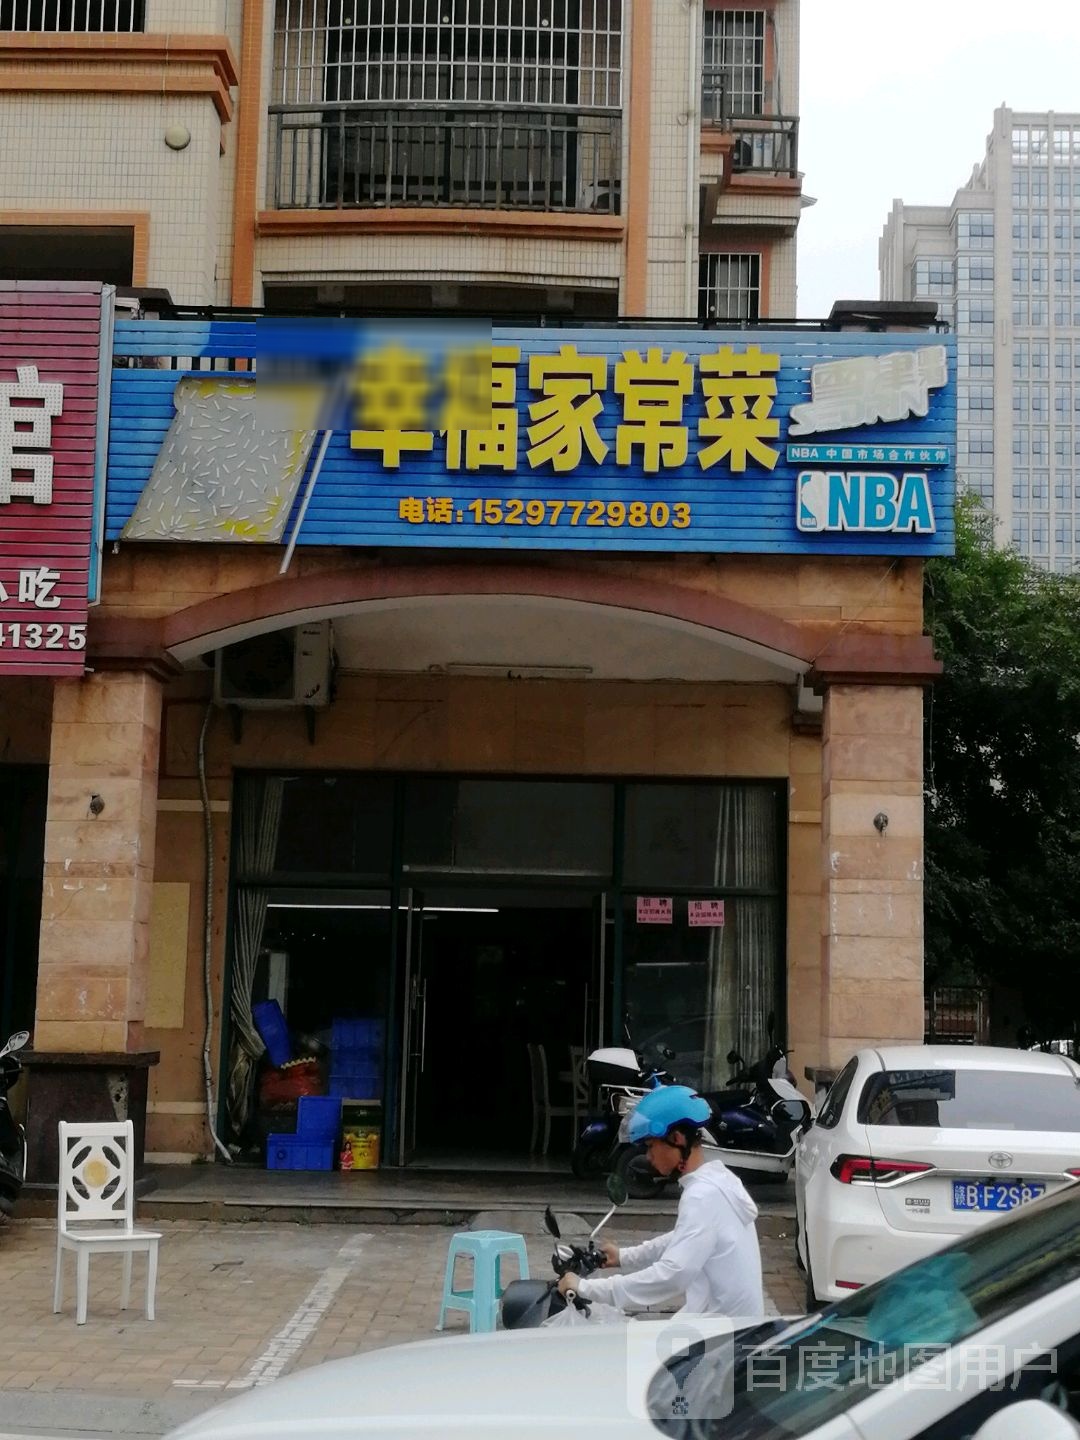 幸福家常菜
电话:15297729803
NBA 中国市场合作伙伴
NBA
馆
小吃
41325
招聘
招聘
赣B·F2S87
百度地图用户